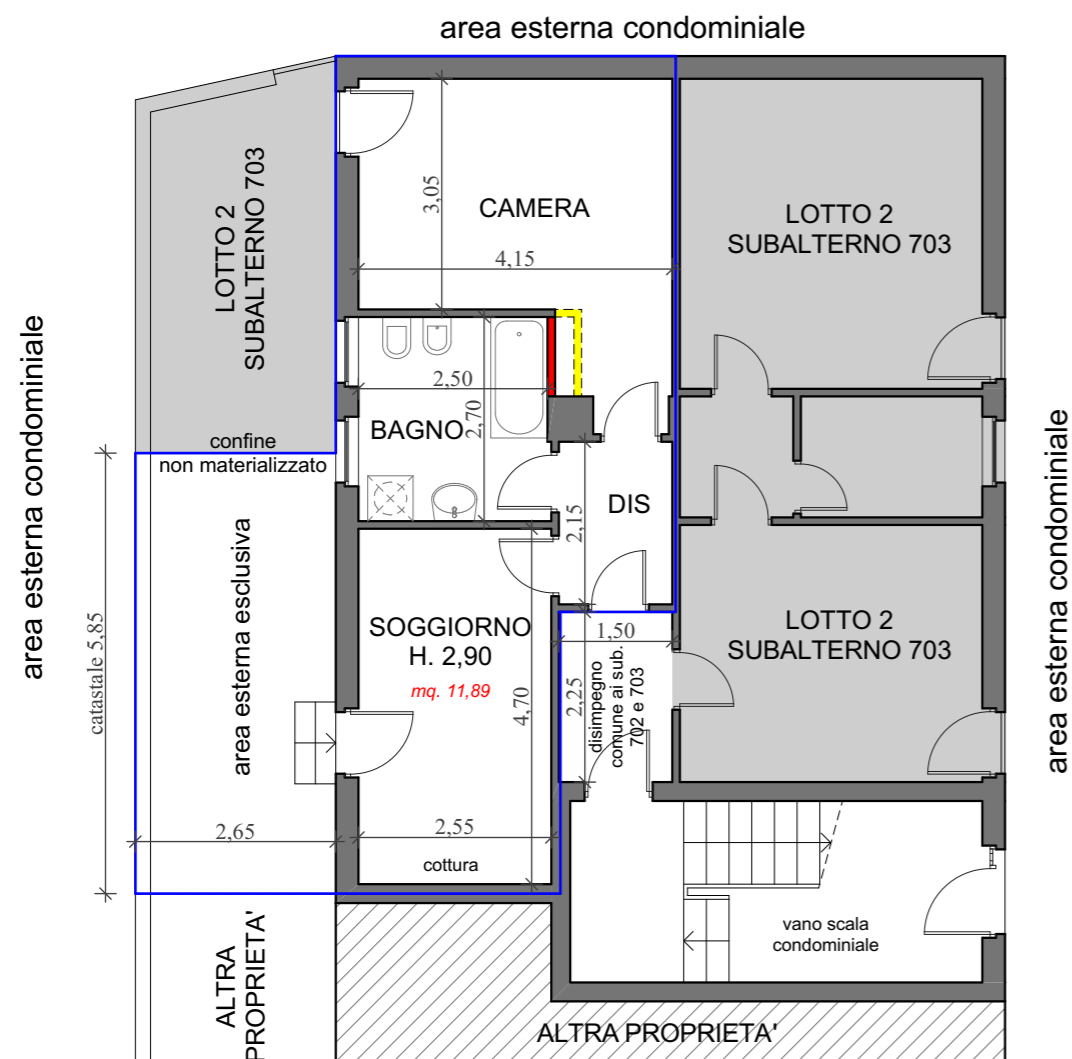 area esterna condominiale
LOTTO 2
SUBALTERNO 703
3,05
CAMERA
4,15
LOTTO 2
SUBALTERNO 703
area esterna condominiale
2,50
BAGNO
2,70
confine
non materializzato
DIS
2,15
area esterna condominiale
catastale 5,85
area esterna esclusiva
SOGGIORNO
H. 2,90
mq. 11,89
4,70
1,50
2,25
disimpegno
comune ai sub.
702 e 703
LOTTO 2
SUBALTERNO 703
2,65
2,55
cottura
vano scala
condominiale
ALTRA
PROPRIETA'
ALTRA PROPRIETA'